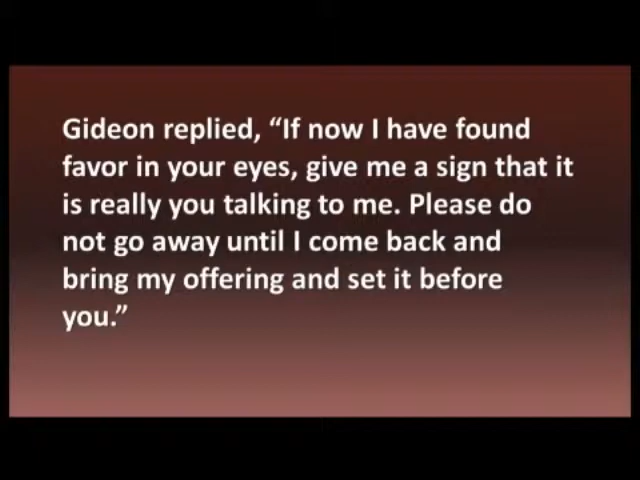 Gideon replied, “If now I have found
favor in your eyes, give me a sign that it
is really you talking to me. Please do
not go away until I come back and
bring my offering and set it before
you.”